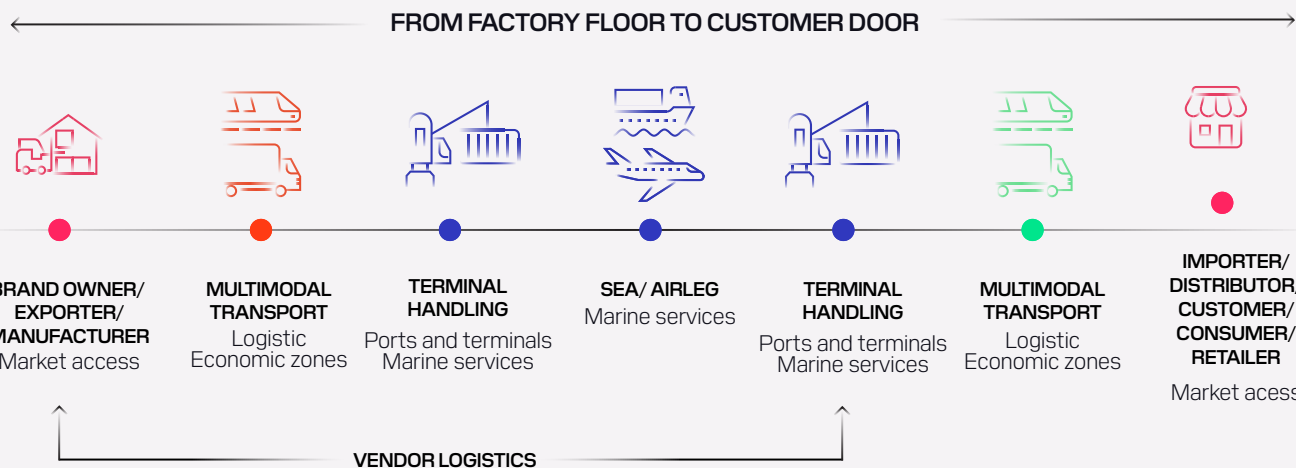 FROM FACTORY FLOOR TO CUSTOMER DOOR
BRAND OWNER/
EXPORTER/
MANUFACTURER
Market access
MULTIMODAL
TRANSPORT
Logistic
Economic zones
TERMINAL
HANDLING
Ports and terminals
Marine services
SEA/ AIRLEG
Marine services
TERMINAL
HANDLING
Ports and terminals
Marine services
MULTIMODAL
TRANSPORT
Logistic
Economic zones
IMPORTER/
DISTRIBUTOR/
CUSTOMER/
CONSUMER/
RETAILER
Market acess
VENDOR LOGISTICS